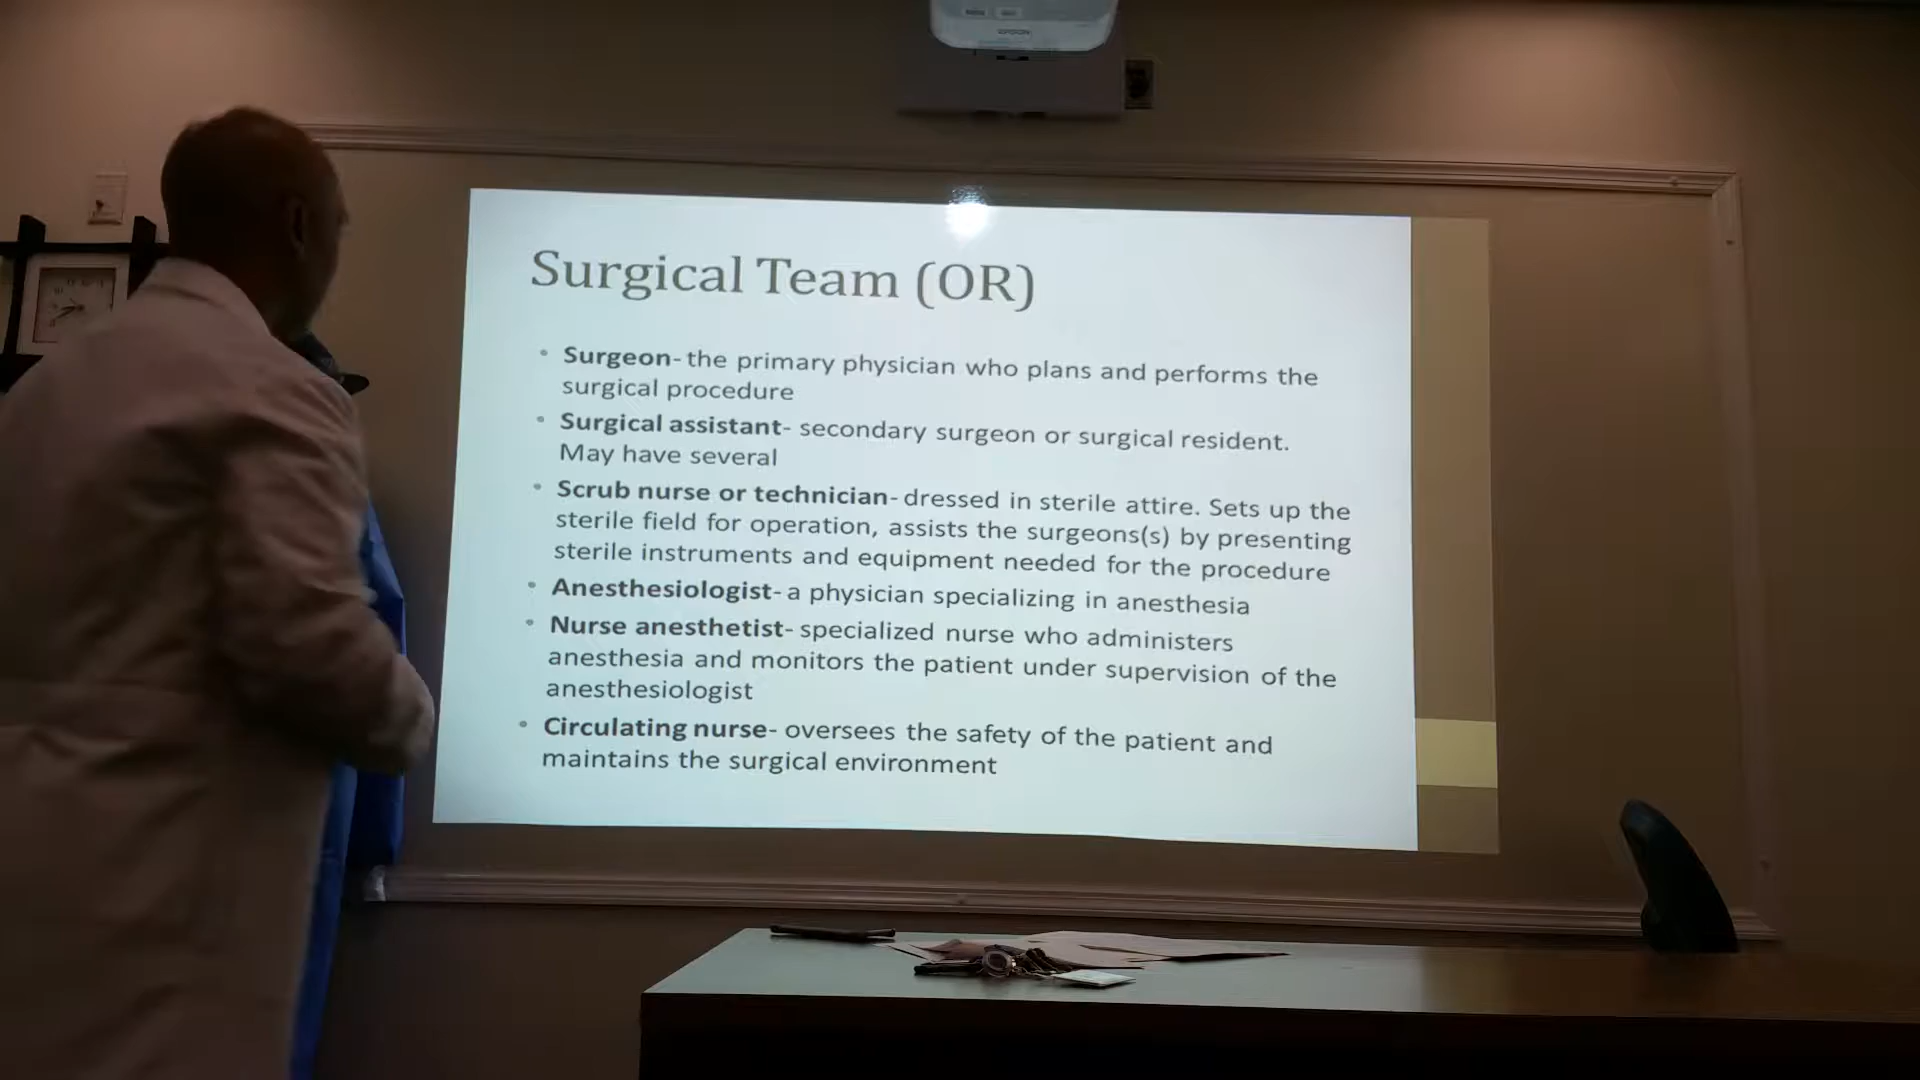 EPSON
Surgical Team (OR)
• Surgeon- the primary physician who plans and performs the
surgical procedure
• Surgical assistant- secondary surgeon or surgical resident.
May have several
• Scrub nurse or technician- dressed in sterile attire. Sets up the
sterile field for operation, assists the surgeons(s) by presenting
sterile instruments and equipment needed for the procedure
• Anesthesiologist- a physician specializing in anesthesia
• Nurse anesthetist- specialized nurse who administers
anesthesia and monitors the patient under supervision of the
anesthesiologist
• Circulating nurse- oversees the safety of the patient and
maintains the surgical environment